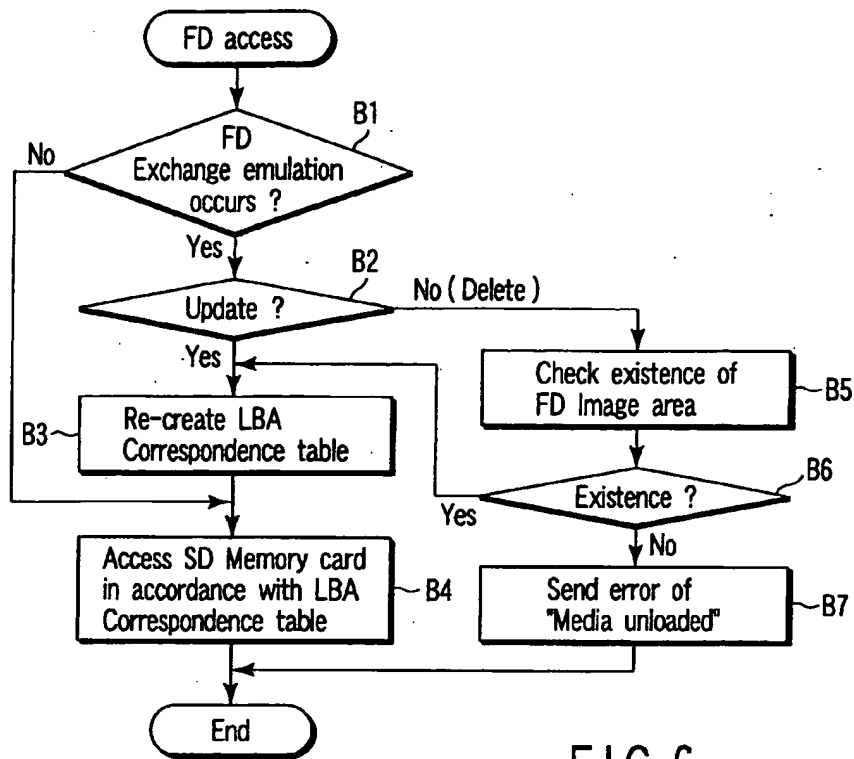 FD access
B1
FD
Exchange emulation
occurs ?
No
Yes
B2
Update ?
No ( Delete )
Yes
Check existence of
FD Image area
B5
B3
Re-create LBA
Correspondence table
B6
Existence ?
Yes
No
Access SD Memory card
in accordance with LBA
Correspondence table
B4
Send error of
"Media unloaded"
B7
End
FIG. 6